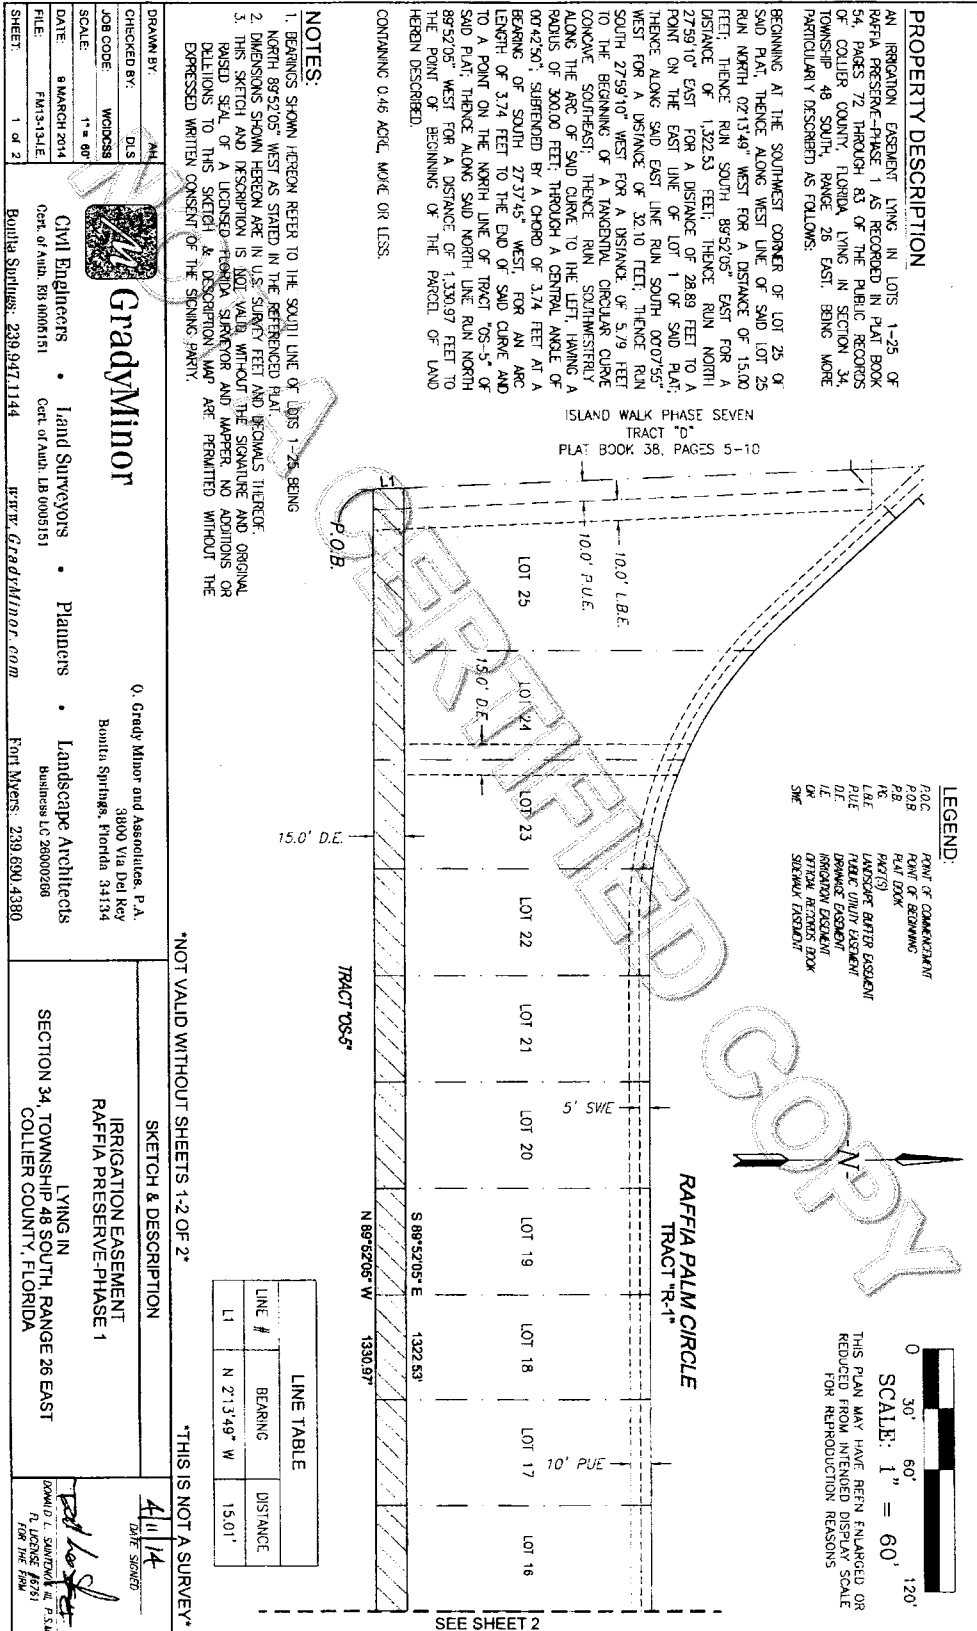 PROPERTY DESCRIPTION
AN IRRIGATION EASEMENT LYING IN LOTS 1-25 OF
RAFFIA PRESERVE-PHASE 1 AS RECORDED IN PLAT BOOK
54, PAGES 72 THROUGH 83 OF THE PUBLIC RECORDS
OF COLLIER COUNTY, FLORIDA, LYING IN SECTION 34,
TOWNSHIP 48 SOUTH, RANGE 26 EAST, BEING MORE
PARTICULARLY DESCRIBED AS FOLLOWS:
BEGINNING AT THE SOUTHWEST CORNER OF LOT 25 OF
SAID PLAT, THENCE ALONG WEST LINE OF SAID LOT 25
RUN NORTH 02°13'49" WEST FOR A DISTANCE OF 15.00
FEET; THENCE RUN SOUTH 89°52'05" EAST FOR A
DISTANCE OF 1,322.53 FEET; THENCE RUN NORTH
27°59'10" EAST FOR A DISTANCE OF 28.89 FEET TO A
POINT ON THE EAST LINE OF LOT 1 OF SAID PLAT;
THENCE ALONG SAID EAST LINE RUN SOUTH 00°07'55"
WEST FOR A DISTANCE OF 32.10 FEET; THENCE RUN
SOUTH 27°59'10" WEST FOR A DISTANCE OF 5.79 FEET
TO THE BEGINNING OF A TANGENTIAL CIRCULAR CURVE
CONCAVE SOUTHEAST; THENCE RUN SOUTHWESTERLY
ALONG THE ARC OF SAID CURVE TO THE LEFT, HAVING A
RADIUS OF 300.00 FEET; THROUGH A CENTRAL ANGLE OF
00°42'50"; SUBTENDED BY A CHORD OF 3.74 FEET AT A
BEARING OF SOUTH 27°37'45" WEST, FOR AN ARC
LENGTH OF 3.74 FEET TO THE END OF SAID CURVE AND
TO A POINT ON THE NORTH LINE OF TRACT "OS-5" OF
SAID PLAT; THENCE ALONG SAID NORTH LINE RUN NORTH
89°52'05" WEST FOR A DISTANCE OF 1,330.97 FEET TO
THE POINT OF BEGINNING OF THE PARCEL OF LAND
HEREIN DESCRIBED.
CONTAINING 0.46 ACRE, MORE OR LESS.
NOTES:
1. BEARINGS SHOWN HEREON REFER TO THE SOUTH LINE OF LOTS 1-25 BEING
NORTH 89°52'05" WEST AS STATED IN THE REFERENCED PLAT.
2. DIMENSIONS SHOWN HEREON ARE IN U.S. SURVEY FEET AND DECIMALS THEREOF.
3. THIS SKETCH AND DESCRIPTION IS NOT VALID WITHOUT THE SIGNATURE AND ORIGINAL
RAISED SEAL OF A LICENSED FLORIDA SURVEYOR AND MAPPER. NO ADDITIONS OR
DELETIONS TO THIS SKETCH & DESCRIPTION MAP ARE PERMITTED WITHOUT THE
EXPRESSED WRITTEN CONSENT OF THE SIGNING PARTY.
LEGEND:
P.O.C. POINT OF COMMENCEMENT
P.O.B. POINT OF BEGINNING
P.B. PLAT BOOK
PG. PAGE(S)
L.B.E. LANDSCAPE BUFFER EASEMENT
P.U.E. PUBLIC UTILITY EASEMENT
D.E. DRAINAGE EASEMENT
I.E. IRRIGATION EASEMENT
OR OFFICIAL RECORDS BOOK
SWE SIDEWALK EASEMENT
N
0 30' 60' 120'
SCALE: 1" = 60'
THIS PLAN MAY HAVE BEEN ENLARGED OR
REDUCED FROM INTENDED DISPLAY SCALE
FOR REPRODUCTION REASONS
ISLAND WALK PHASE SEVEN
TRACT "D"
PLAT BOOK 38, PAGES 5-10
10.0' L.B.E.
10.0' P.U.E.
L1
P.O.B.
LOT 25
LOT 24
15.0' D.E.
LOT 23
15.0' D.E.
LOT 22
LOT 21
LOT 20
LOT 19
LOT 18
LOT 17
LOT 16
5' SWE
10' PUE
RAFFIA PALM CIRCLE
TRACT "R-1"
TRACT "OS-5"
S 89°52'05" E 1322.53'
N 89°52'05" W 1330.97'
SEE SHEET 2
LINE TABLE
LINE # BEARING DISTANCE
L1 N 2°13'49" W 15.01'
*NOT VALID WITHOUT SHEETS 1-2 OF 2*
*THIS IS NOT A SURVEY*
NOT A CERTIFIED COPY
DRAWN BY:
CHECKED BY: DLS
JOB CODE: WCIDCSS
SCALE: 1" = 60'
DATE: 9 MARCH 2014
FILE: FM13-13-I.E.
SHEET: 1 of 2
GradyMinor
Civil Engineers • Land Surveyors • Planners • Landscape Architects
Cert. of Auth. EB 0005151 Cert. of Auth. LB 0005151 Business LC 26000266
Bonita Springs: 239.947.1144 www.GradyMinor.com Fort Myers: 239.690.4380
Q. Grady Minor and Associates, P.A.
3800 Via Del Rey
Bonita Springs, Florida 34134
SKETCH & DESCRIPTION
IRRIGATION EASEMENT
RAFFIA PRESERVE-PHASE 1
LYING IN
SECTION 34, TOWNSHIP 48 SOUTH, RANGE 26 EAST
COLLIER COUNTY, FLORIDA
4/11/14
DATE SIGNED
DONALD L. SAINTENOY III, P.S.M.
FL LICENSE #6761
FOR THE FIRM